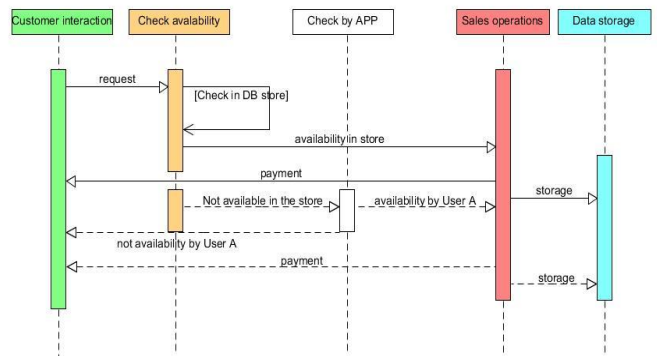 Customer interaction
Check avalability
Check by APP
Sales operations
Data storage
request
[Check in DB store]
availability in store
payment
storage
Not available in the store
availability by User A
not availability by User A
payment
storage